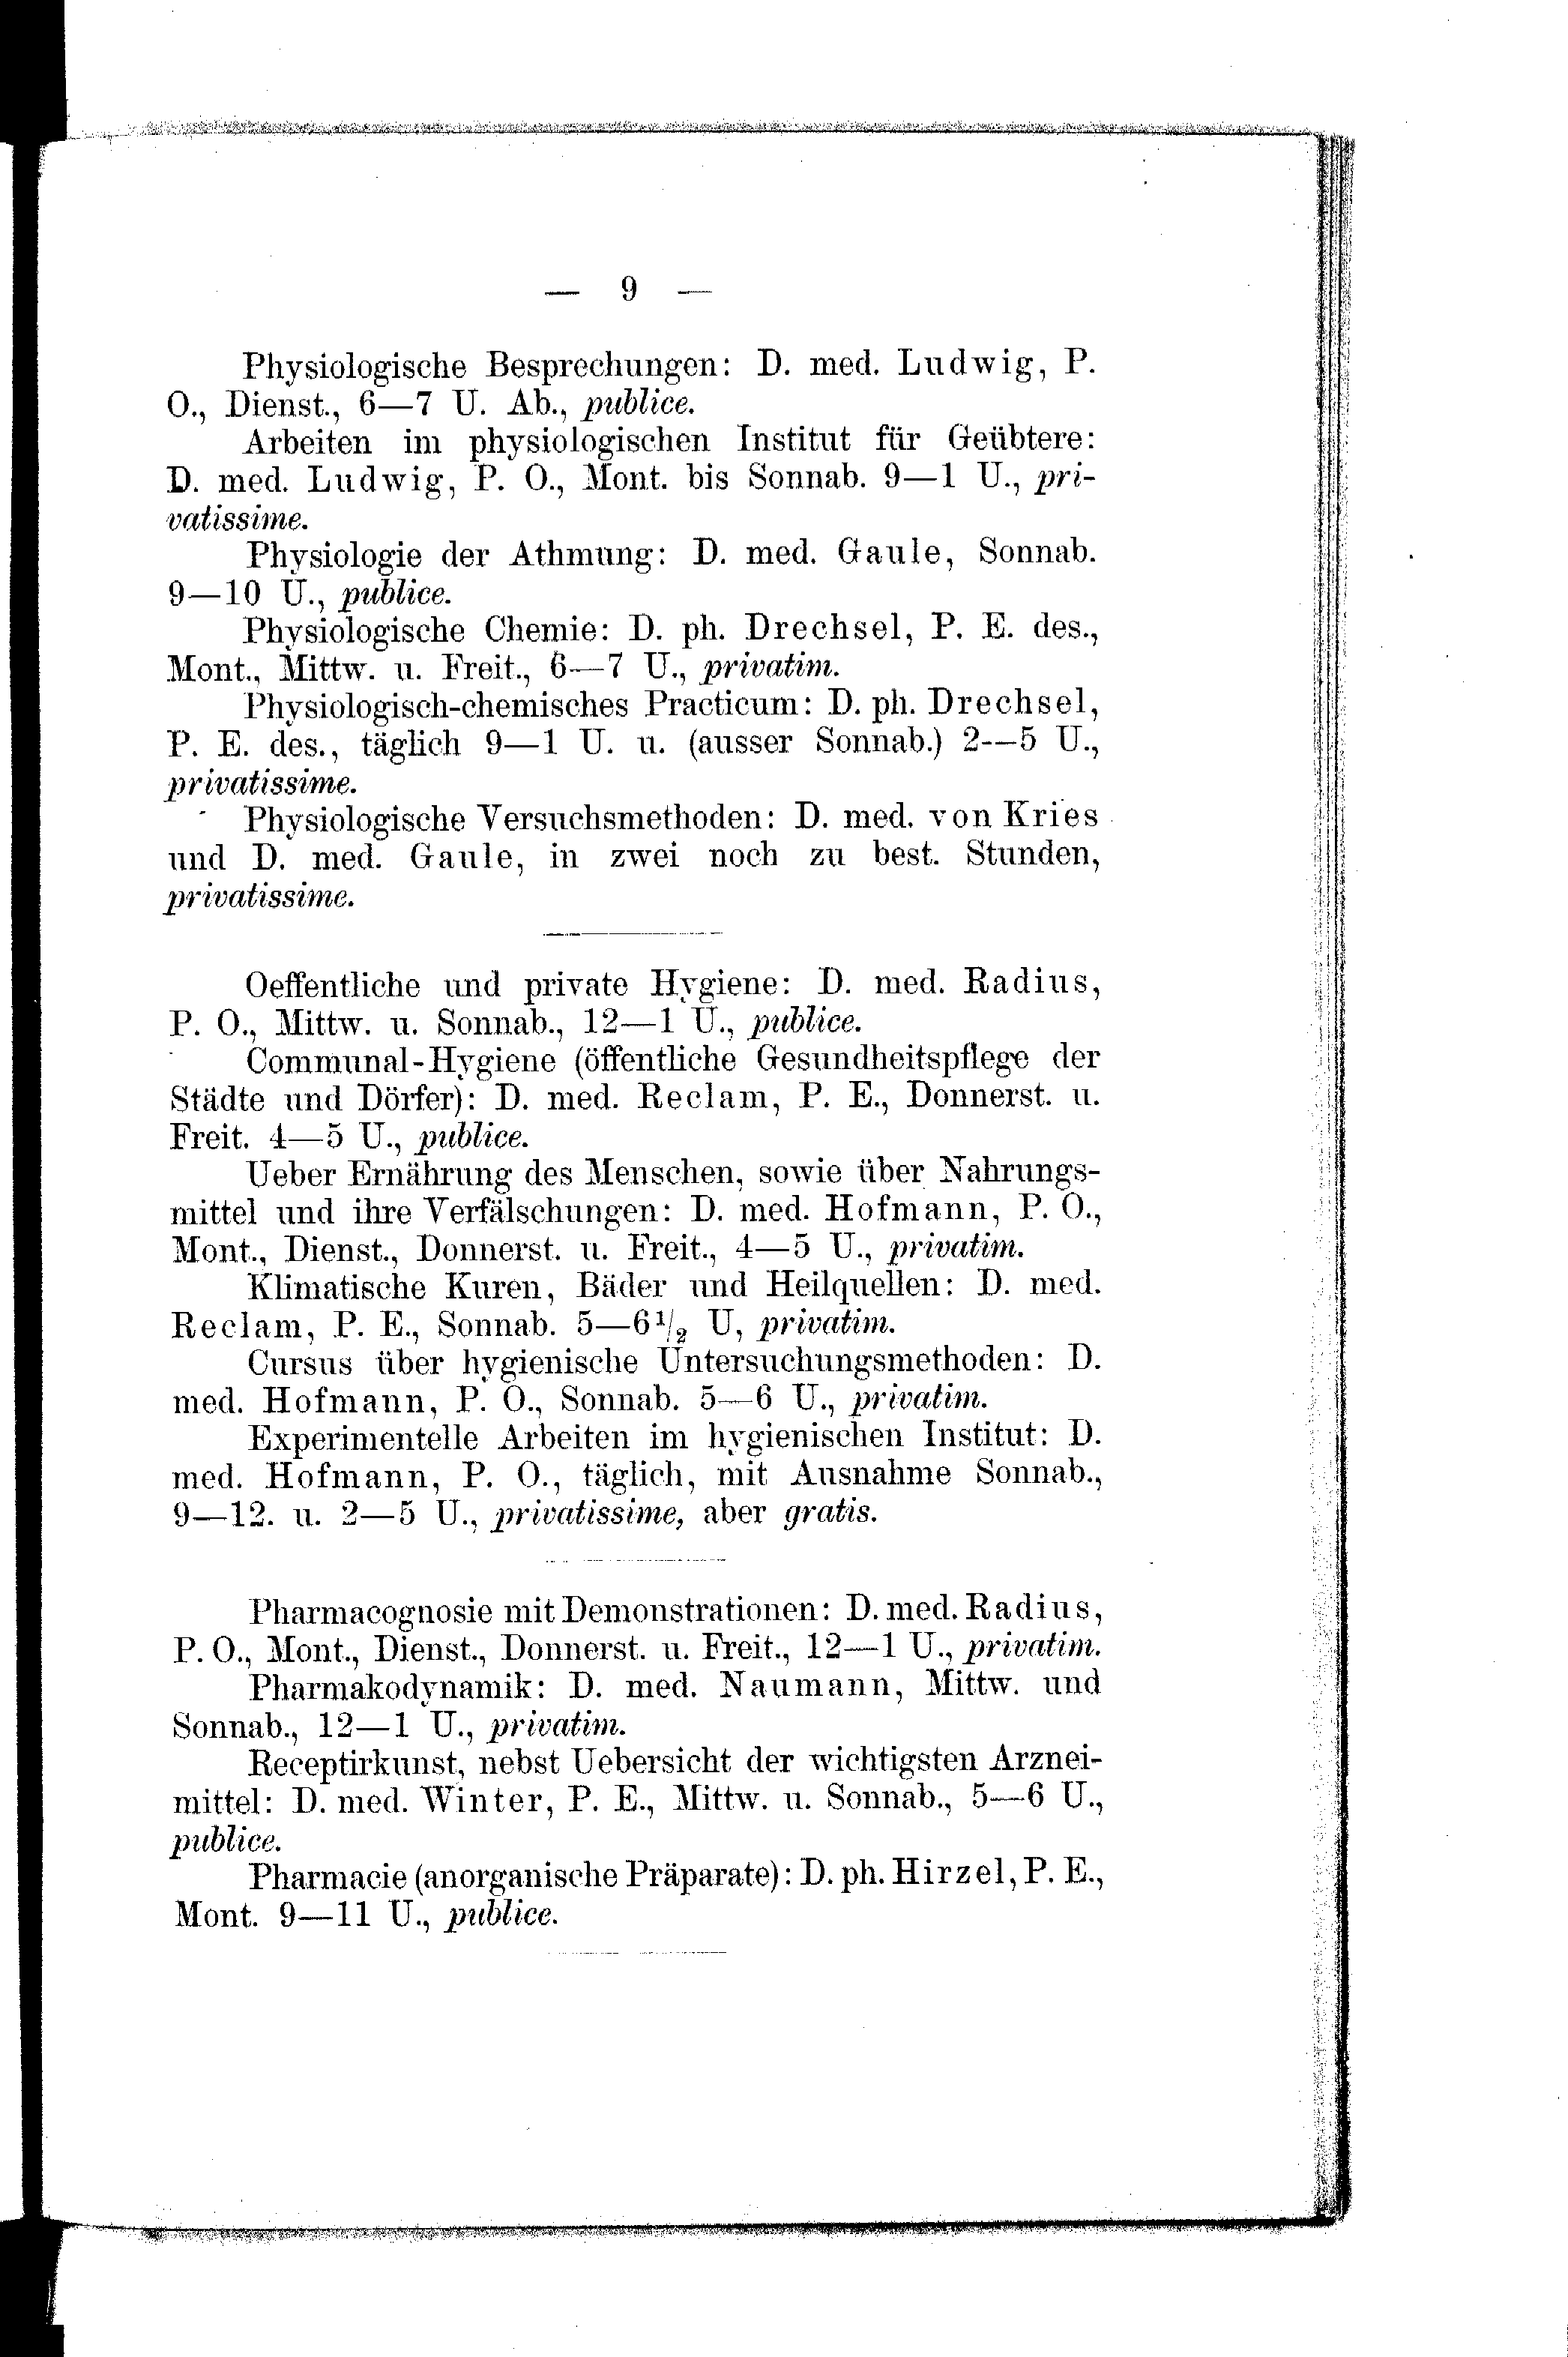 — 9 —
Physiologische Besprechungen: D. med. Ludwig, P.
O., Dienst., 6—7 U. Ab., publice.
Arbeiten im physiologischen Institut für Geübtere:
D. med. Ludwig, P. O., Mont. bis Sonnab. 9—1 U., pri-
vatissime.
Physiologie der Athmung: D. med. Gaule, Sonnab.
9—10 U., publice.
Physiologische Chemie: D. ph. Drechsel, P. E. des.,
Mont., Mittw. u. Freit., 6—7 U., privatim.
Physiologisch-chemisches Practicum: D. ph. Drechsel,
P. E. des., täglich 9—1 U. u. (ausser Sonnab.) 2—5 U.,
privatissime.
Physiologische Versuchsmethoden: D. med. von Kries
und D. med. Gaule, in zwei noch zu best. Stunden,
privatissime.
Oeffentliche und private Hygiene: D. med. Radius,
P. O., Mittw. u. Sonnab., 12—1 U., publice.
Communal-Hygiene (öffentliche Gesundheitspflege der
Städte und Dörfer): D. med. Reclam, P. E., Donnerst. u.
Freit. 4—5 U., publice.
Ueber Ernährung des Menschen, sowie über Nahrungs-
mittel und ihre Verfälschungen: D. med. Hofmann, P. O.,
Mont., Dienst., Donnerst. u. Freit., 4—5 U., privatim.
Klimatische Kuren, Bäder und Heilquellen: D. med.
Reclam, P. E., Sonnab. 5—6½ U, privatim.
Cursus über hygienische Untersuchungsmethoden: D.
med. Hofmann, P. O., Sonnab. 5—6 U., privatim.
Experimentelle Arbeiten im hygienischen Institut: D.
med. Hofmann, P. O., täglich, mit Ausnahme Sonnab.,
9—12. u. 2—5 U., privatissime, aber gratis.
Pharmacognosie mit Demonstrationen: D. med. Radius,
P. O., Mont., Dienst., Donnerst. u. Freit., 12—1 U., privatim.
Pharmakodynamik: D. med. Naumann, Mittw. und
Sonnab., 12—1 U., privatim.
Receptirkunst, nebst Uebersicht der wichtigsten Arznei-
mittel: D. med. Winter, P. E., Mittw. u. Sonnab., 5—6 U.,
publice.
Pharmacie (anorganische Präparate): D. ph. Hirzel, P. E.,
Mont. 9—11 U., publice.